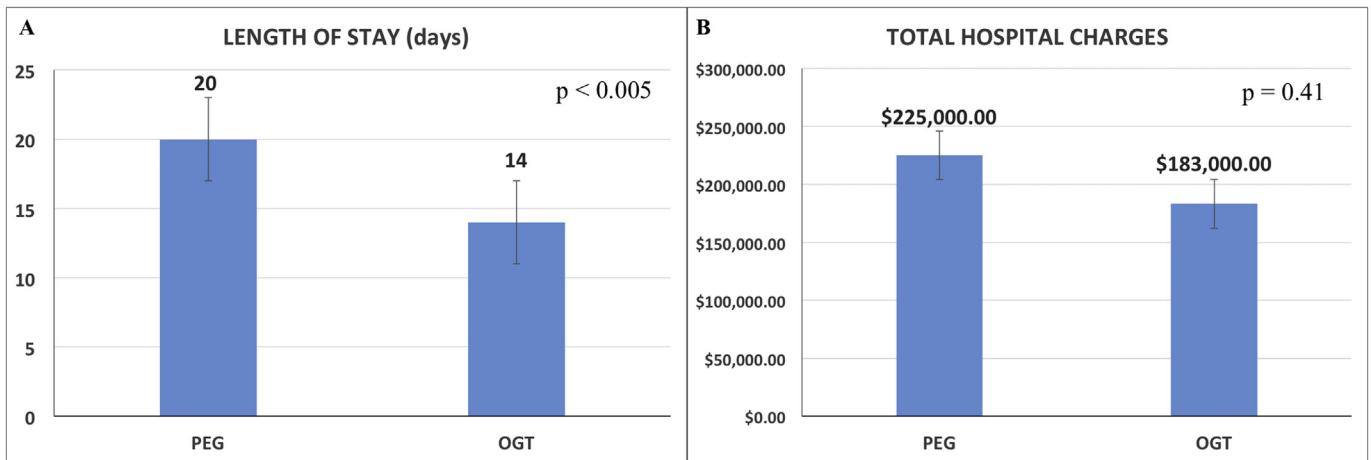 A
LENGTH OF STAY (days)
p < 0.005
25
20
15
10
5
0
20
14
PEG
OGT
B
TOTAL HOSPITAL CHARGES
p = 0.41
$300,000.00
$250,000.00
$200,000.00
$150,000.00
$100,000.00
$50,000.00
$0.00
$225,000.00
$183,000.00
PEG
OGT